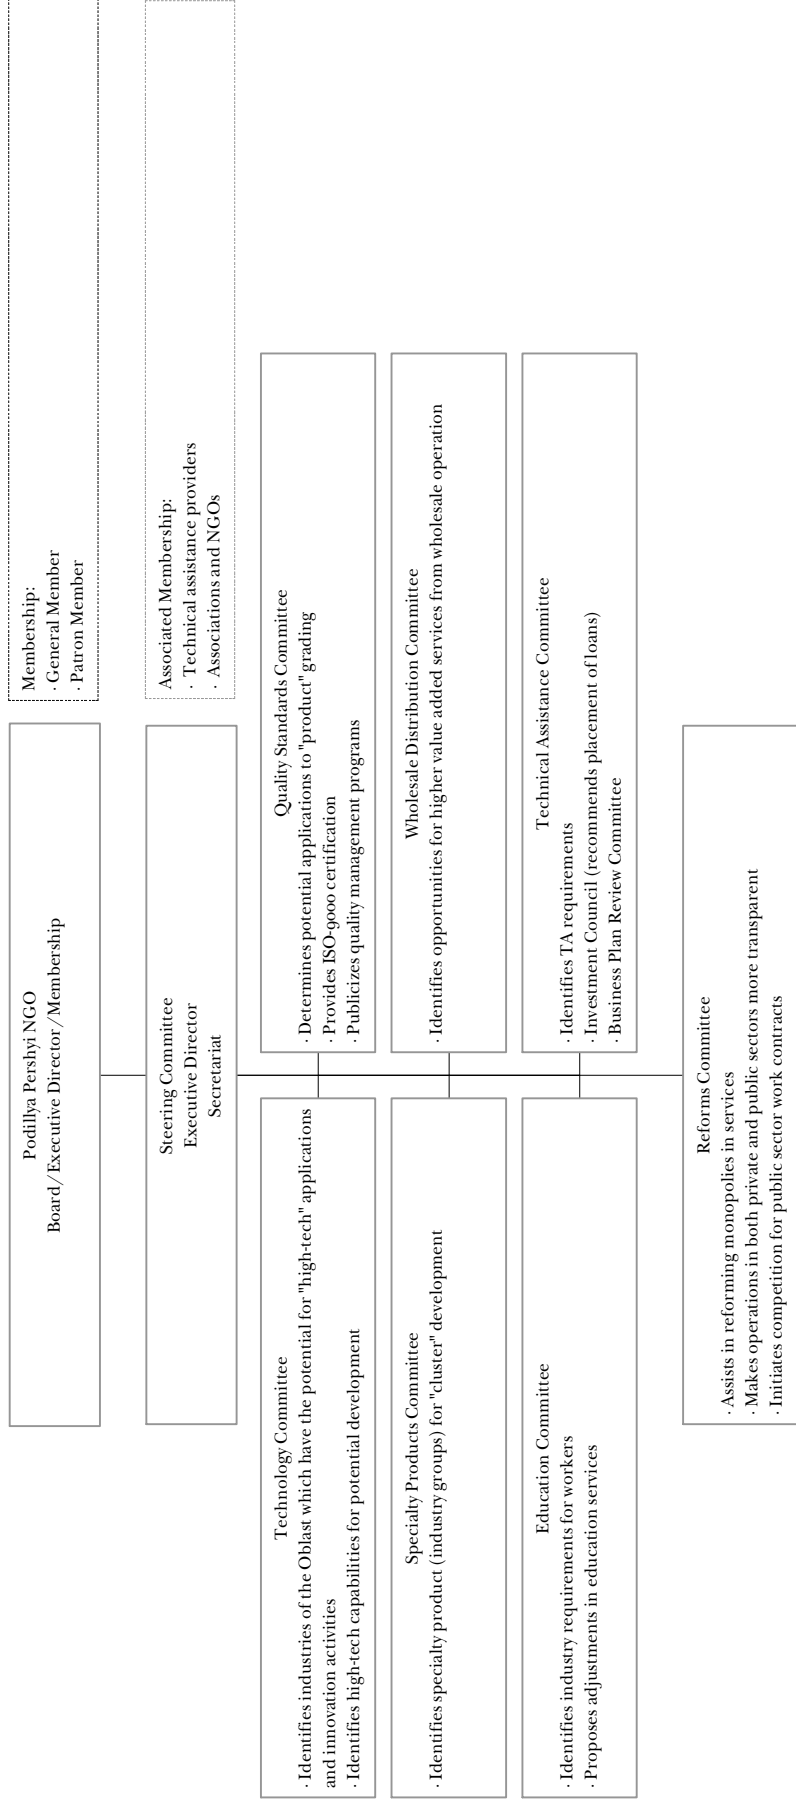 Podillya Pershyi NGO
Board/Executive Director/Membership
Membership:
· General Member
· Patron Member
Steering Committee
Executive Director
Secretariat
Associated Membership:
· Technical assistance providers
· Associations and NGOs
Technology Committee
· Identifies industries of the Oblast which have the potential for "high-tech" applications
and innovation activities
· Identifies high-tech capabilities for potential development
Quality Standards Committee
· Determines potential applications to "product" grading
· Provides ISO-9000 certification
· Publicizes quality management programs
Specialty Products Committee
· Identifies specialty product (industry groups) for "cluster" development
Wholesale Distribution Committee
· Identifies opportunities for higher value added services from wholesale operation
Education Committee
· Identifies industry requirements for workers
· Proposes adjustments in education services
Technical Assistance Committee
· Identifies TA requirements
· Investment Council (recommends placement of loans)
· Business Plan Review Committee
Reforms Committee
· Assists in reforming monopolies in services
· Makes operations in both private and public sectors more transparent
· Initiates competition for public sector work contracts